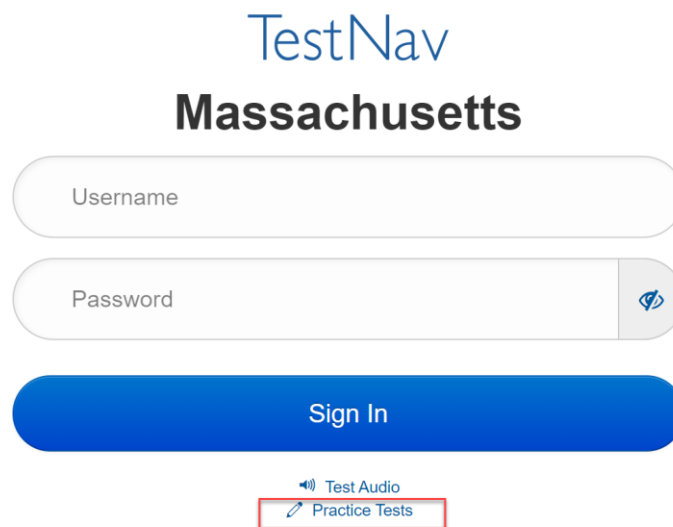 TestNav
Massachusetts
Username
Password
Sign In
Test Audio
Practice Tests